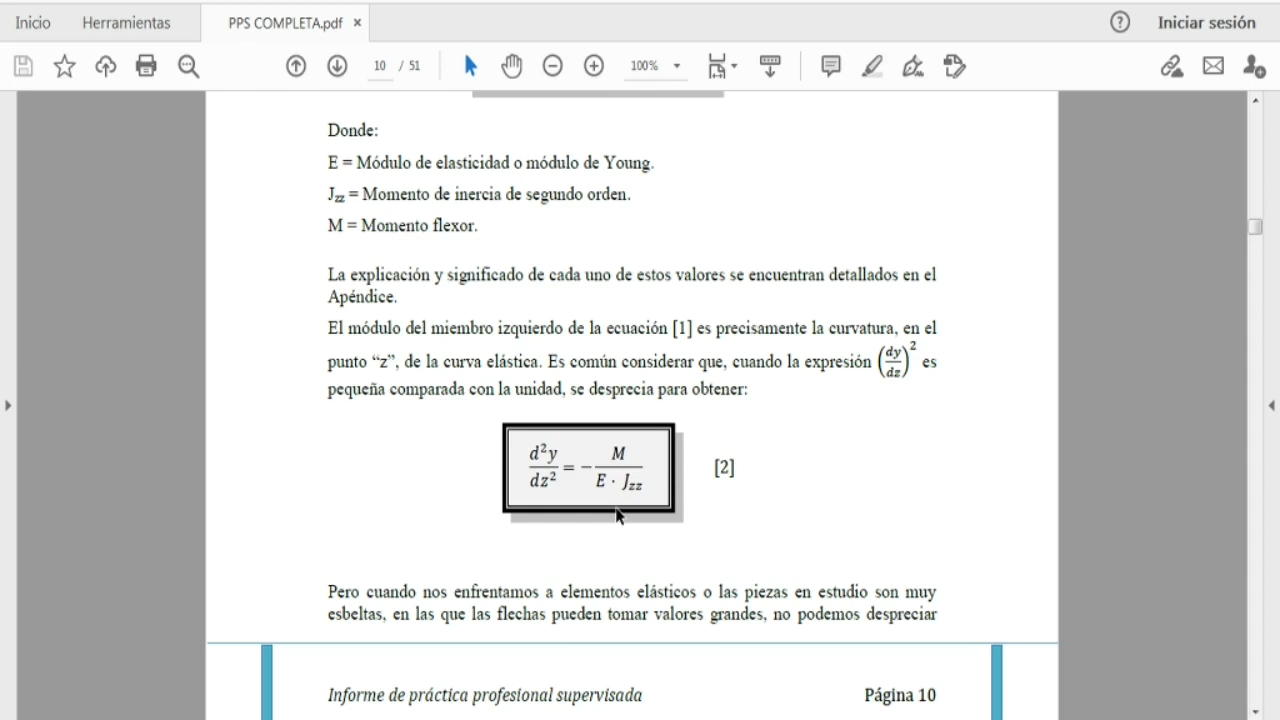 Inicio Herramientas PPS COMPLETA.pdf × ? Iniciar sesión
10 / 51 100%
Donde:
E = Módulo de elasticidad o módulo de Young.
Jzz = Momento de inercia de segundo orden.
M = Momento flexor.
La explicación y significado de cada uno de estos valores se encuentran detallados en el
Apéndice.
El módulo del miembro izquierdo de la ecuación [1] es precisamente la curvatura, en el
punto “z”, de la curva elástica. Es común considerar que, cuando la expresión (dy/dz)² es
pequeña comparada con la unidad, se desprecia para obtener:
d²y/dz² = − M/(E · Jzz) [2]
Pero cuando nos enfrentamos a elementos elásticos o las piezas en estudio son muy
esbeltas, en las que las flechas pueden tomar valores grandes, no podemos despreciar
Informe de práctica profesional supervisada Página 10